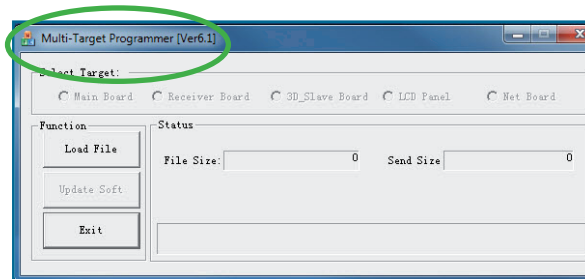 Multi-Target Programmer [Ver6.1]
Select Target:
Main Board Receiver Board 3D_Slave Board LCD Panel Net Board
Function
Status
Load File
File Size: 0 Send Size 0
Update Soft
Exit